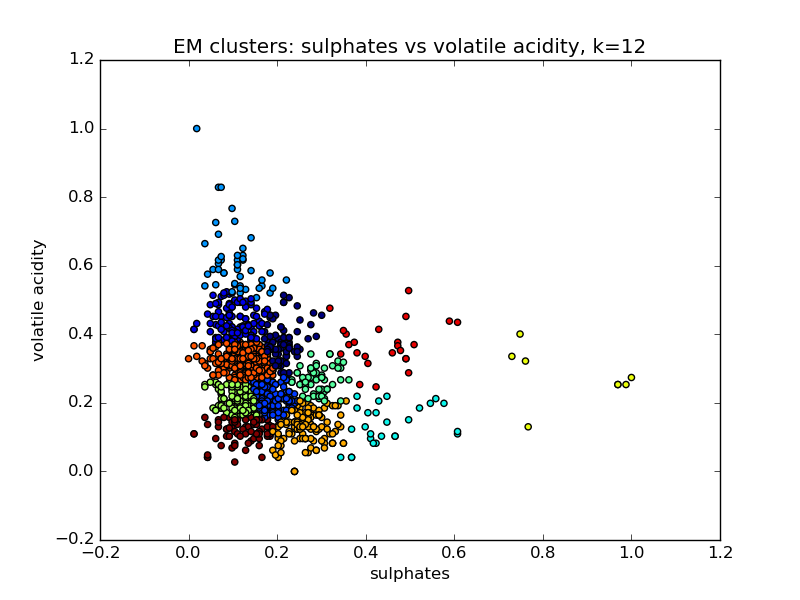 EM clusters: sulphates vs volatile acidity, k=12
1.2
1.0
0.8
0.6
0.4
0.2
0.0
−0.2
volatile acidity
−0.2 0.0 0.2 0.4 0.6 0.8 1.0 1.2
sulphates